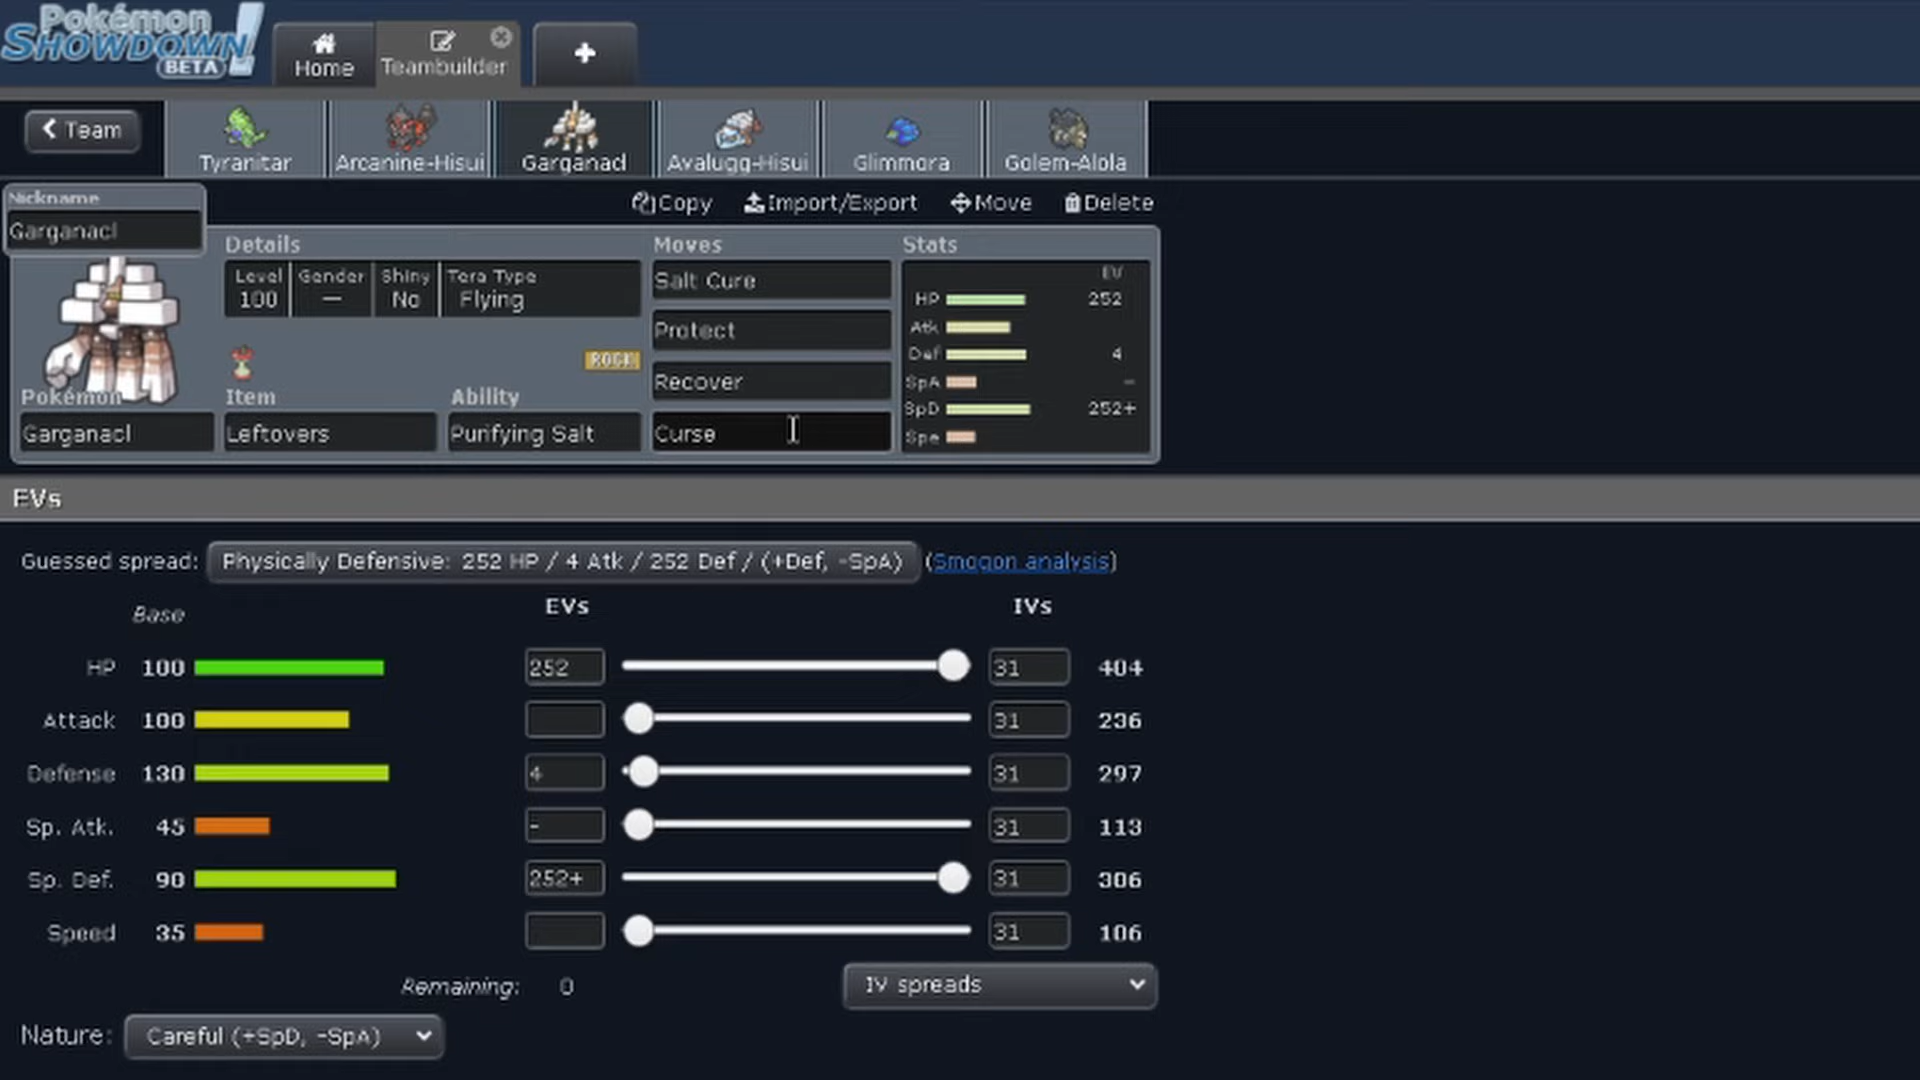 Pokémon
SHOWDOWN!
BETA
Home
Teambuilder
+
Team
Tyranitar
Arcanine-Hisui
Garganacl
Avalugg-Hisui
Glimmora
Golem-Alola
Nickname
Garganacl
Copy
Import/Export
Move
Delete
Details
Moves
Stats
Level
100
Gender
—
Shiny
No
Tera Type
Flying
ROCK
Pokémon
Garganacl
Item
Leftovers
Ability
Purifying Salt
Salt Cure
Protect
Recover
Curse
EV
HP 252
Atk
Def 4
SpA –
SpD 252+
Spe
EVs
Guessed spread: Physically Defensive: 252 HP / 4 Atk / 252 Def / (+Def, -SpA) (Smogon analysis)
Base EVs IVs
HP 100 252 31 404
Attack 100 31 236
Defense 130 4 31 297
Sp. Atk. 45 - 31 113
Sp. Def. 90 252+ 31 306
Speed 35 31 106
Remaining: 0
IV spreads
Nature: Careful (+SpD, -SpA)